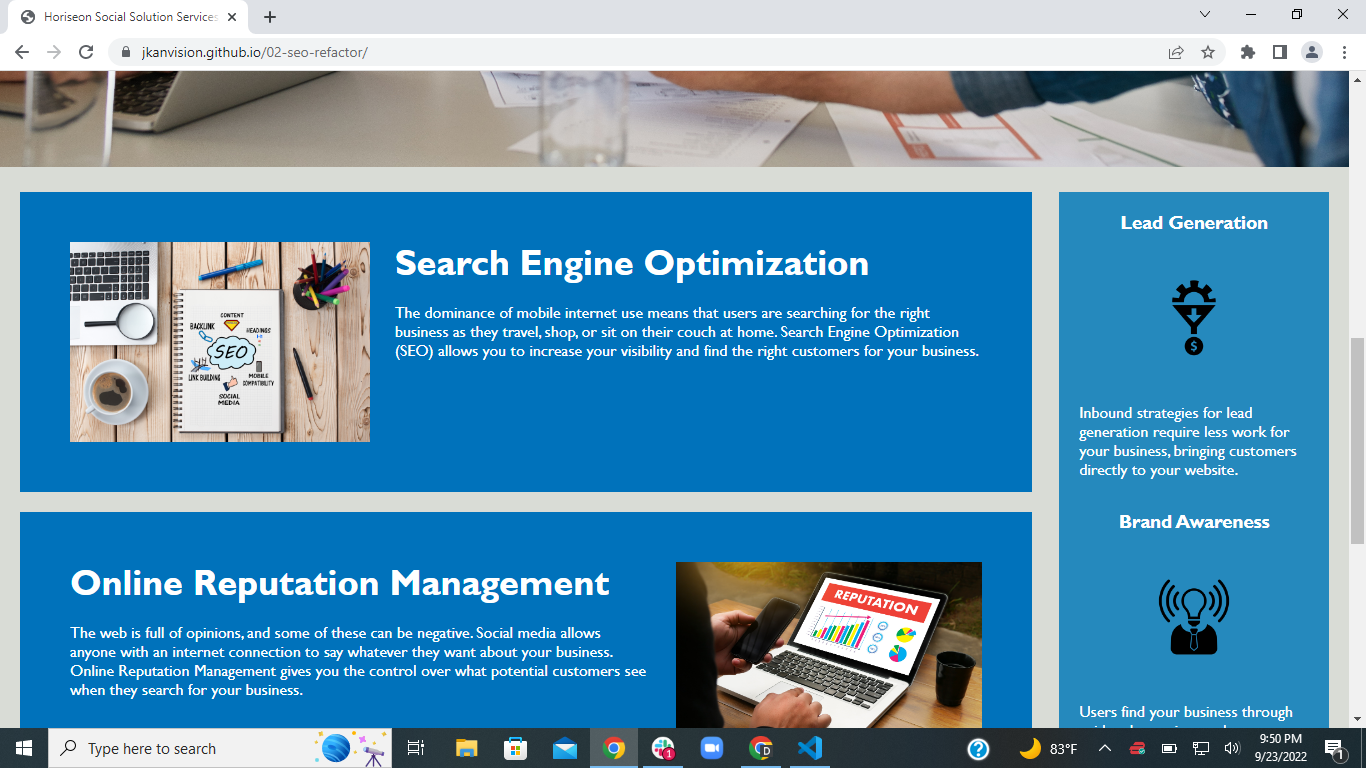 Horiseon Social Solution Services
jkanvision.github.io/02-seo-refactor/
Search Engine Optimization
The dominance of mobile internet use means that users are searching for the right
business as they travel, shop, or sit on their couch at home. Search Engine Optimization
(SEO) allows you to increase your visibility and find the right customers for your business.
CONTENT
BACKLINK
HEADINGS
SEO
LINK BUILDING
MOBILE
COMPATIBILITY
SOCIAL
MEDIA
Lead Generation
$
Inbound strategies for lead
generation require less work for
your business, bringing customers
directly to your website.
Online Reputation Management
The web is full of opinions, and some of these can be negative. Social media allows
anyone with an internet connection to say whatever they want about your business.
Online Reputation Management gives you the control over what potential customers see
when they search for your business.
REPUTATION
Brand Awareness
Users find your business through
Type here to search
1
D
?
83°F
9:50 PM
9/23/2022
1